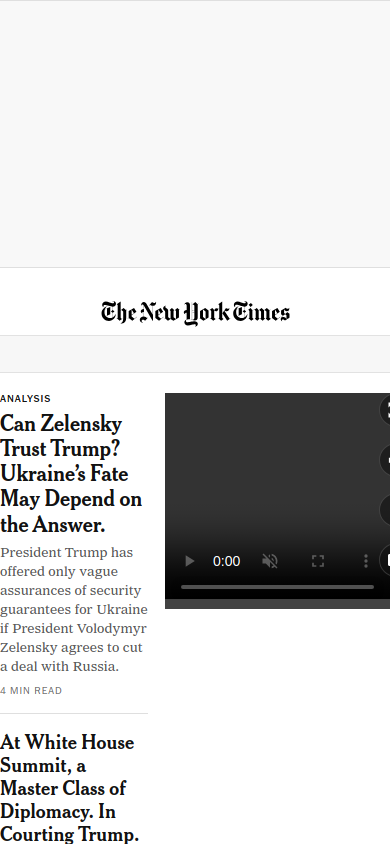 The New York Times
ANALYSIS
Can Zelensky
Trust Trump?
Ukraine’s Fate
May Depend on
the Answer.
President Trump has
offered only vague
assurances of security
guarantees for Ukraine
if President Volodymyr
Zelensky agrees to cut
a deal with Russia.
4 MIN READ
0:00
At White House
Summit, a
Master Class of
Diplomacy. In
Courting Trump.